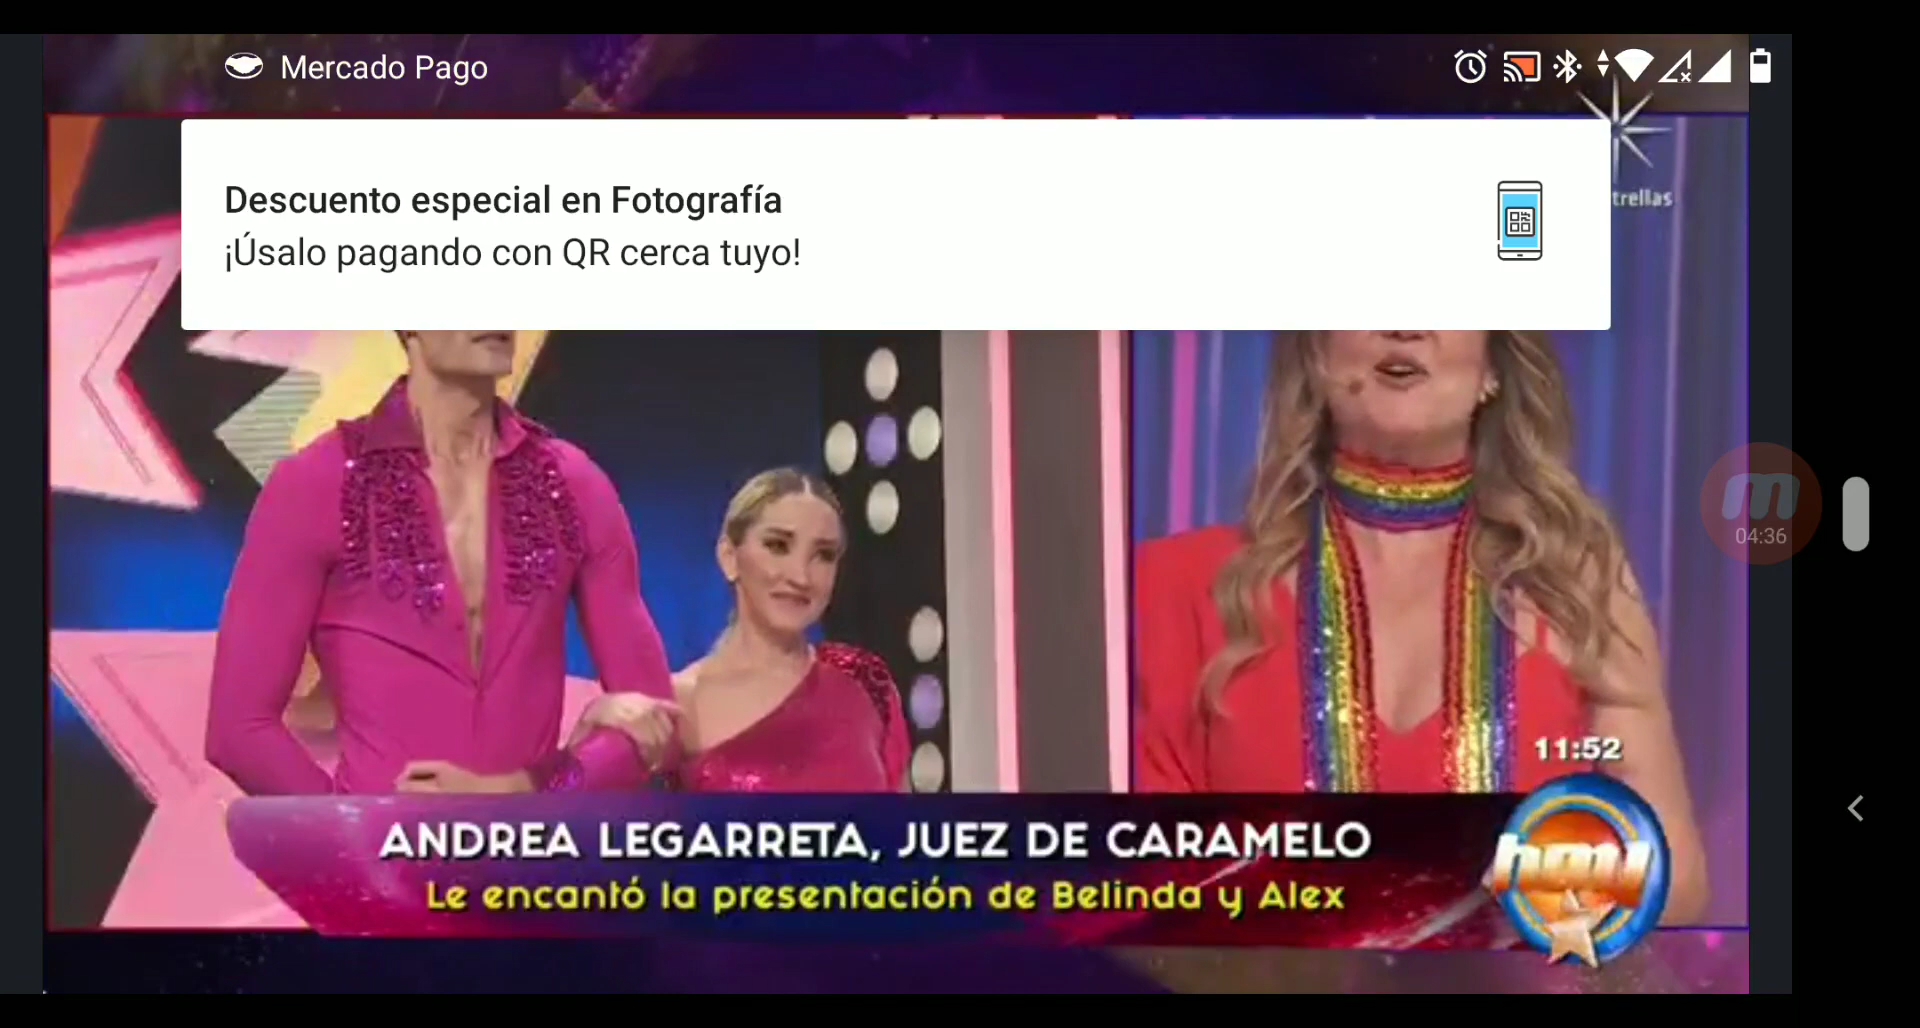 Mercado Pago
Descuento especial en Fotografía
¡Úsalo pagando con QR cerca tuyo!
trellas
04:36
11:52
ANDREA LEGARRETA, JUEZ DE CARAMELO
Le encantó la presentación de Belinda y Alex
hoy